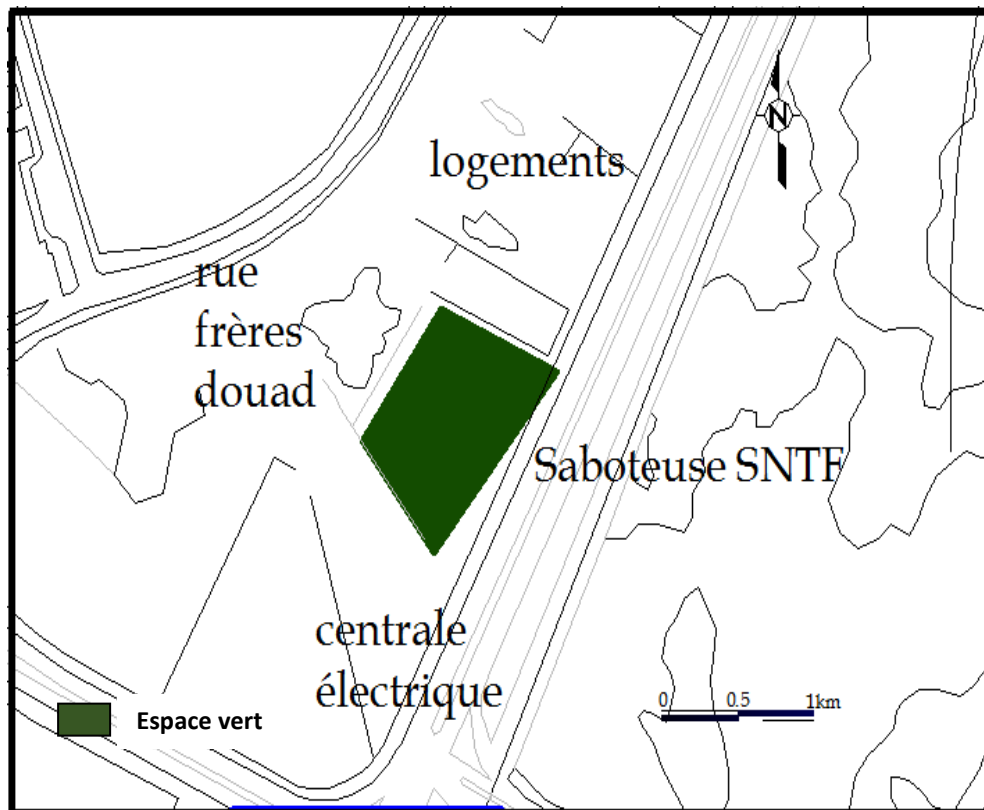 N
logements
rue
frères
douad
Saboteuse SNTF
centrale
électrique
0 0.5 1km
Espace vert